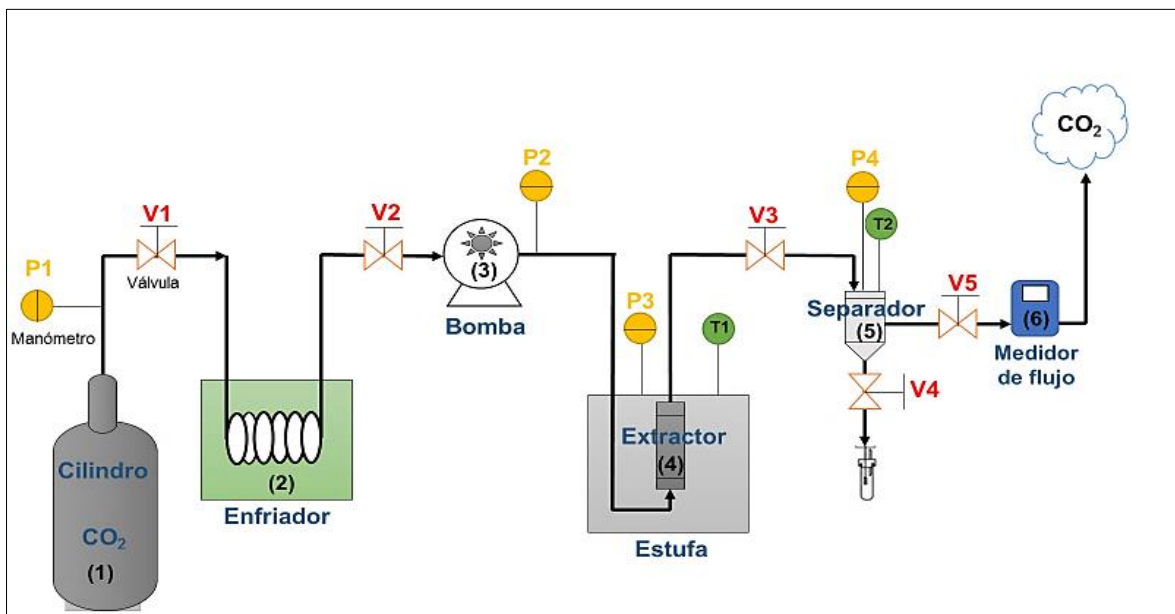 CO₂
P2
P4
V1
V2
V3
T2
P1
Válvula
(3)
V5
Manómetro
Bomba
P3
T1
Separador
(5)
(6)
Medidor
de flujo
V4
Extractor
(4)
Cilindro
(2)
Enfriador
CO₂
Estufa
(1)